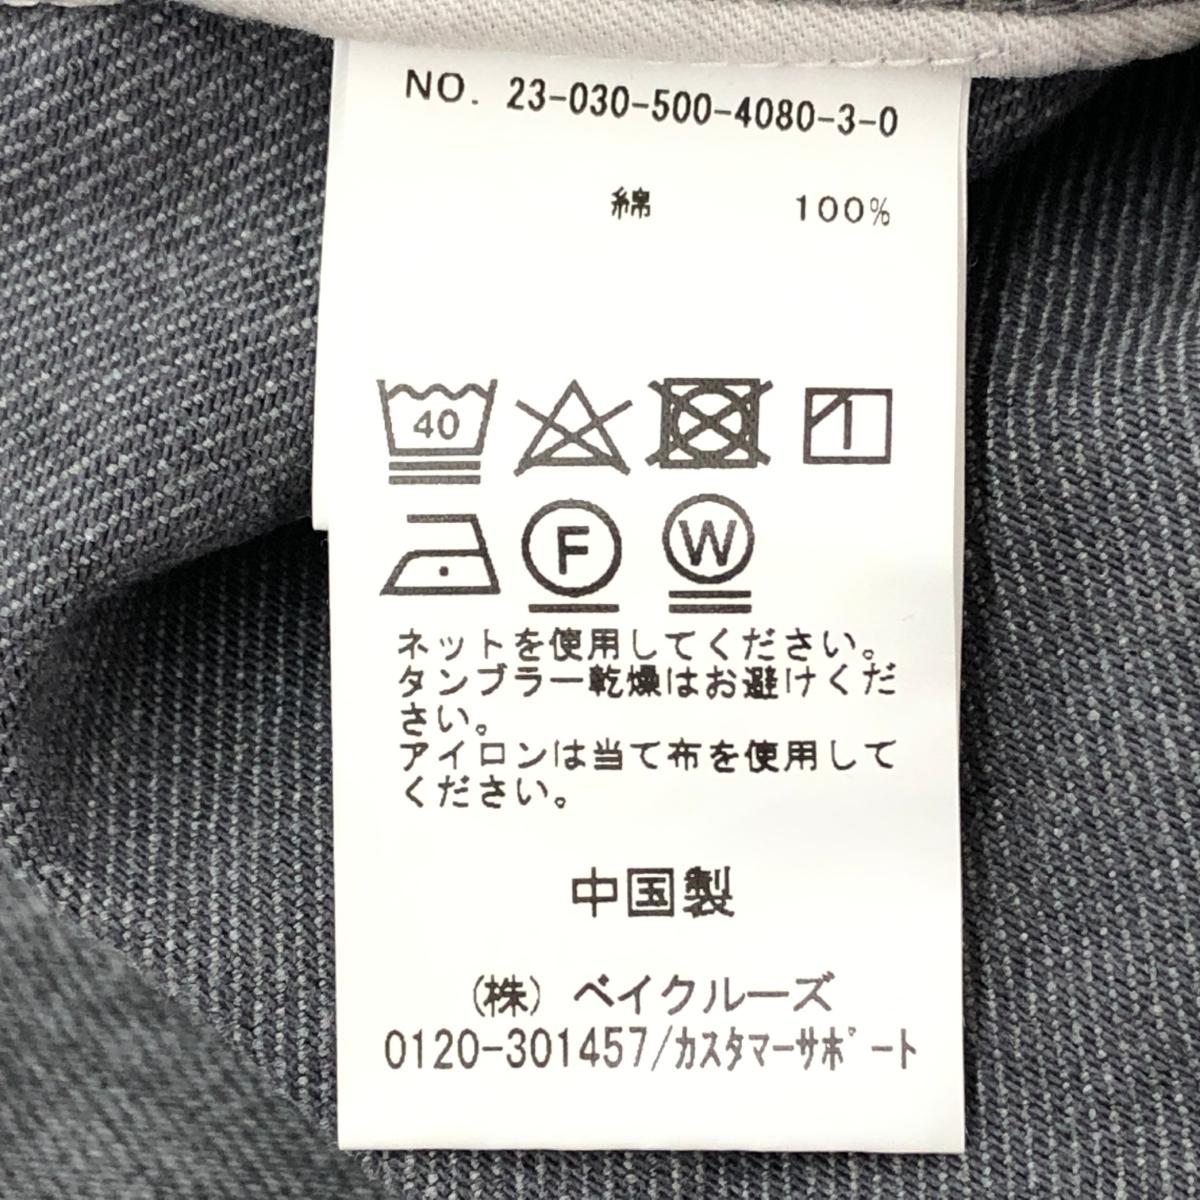 NO. 23-030-500-4080-3-0
綿 100%
40
F W
ネットを使用してください。
タンブラー乾燥はお避けくだ
さい。
アイロンは当て布を使用して
ください。
中国製
(株) ベイクルーズ
0120-301457/カスタマーサポート